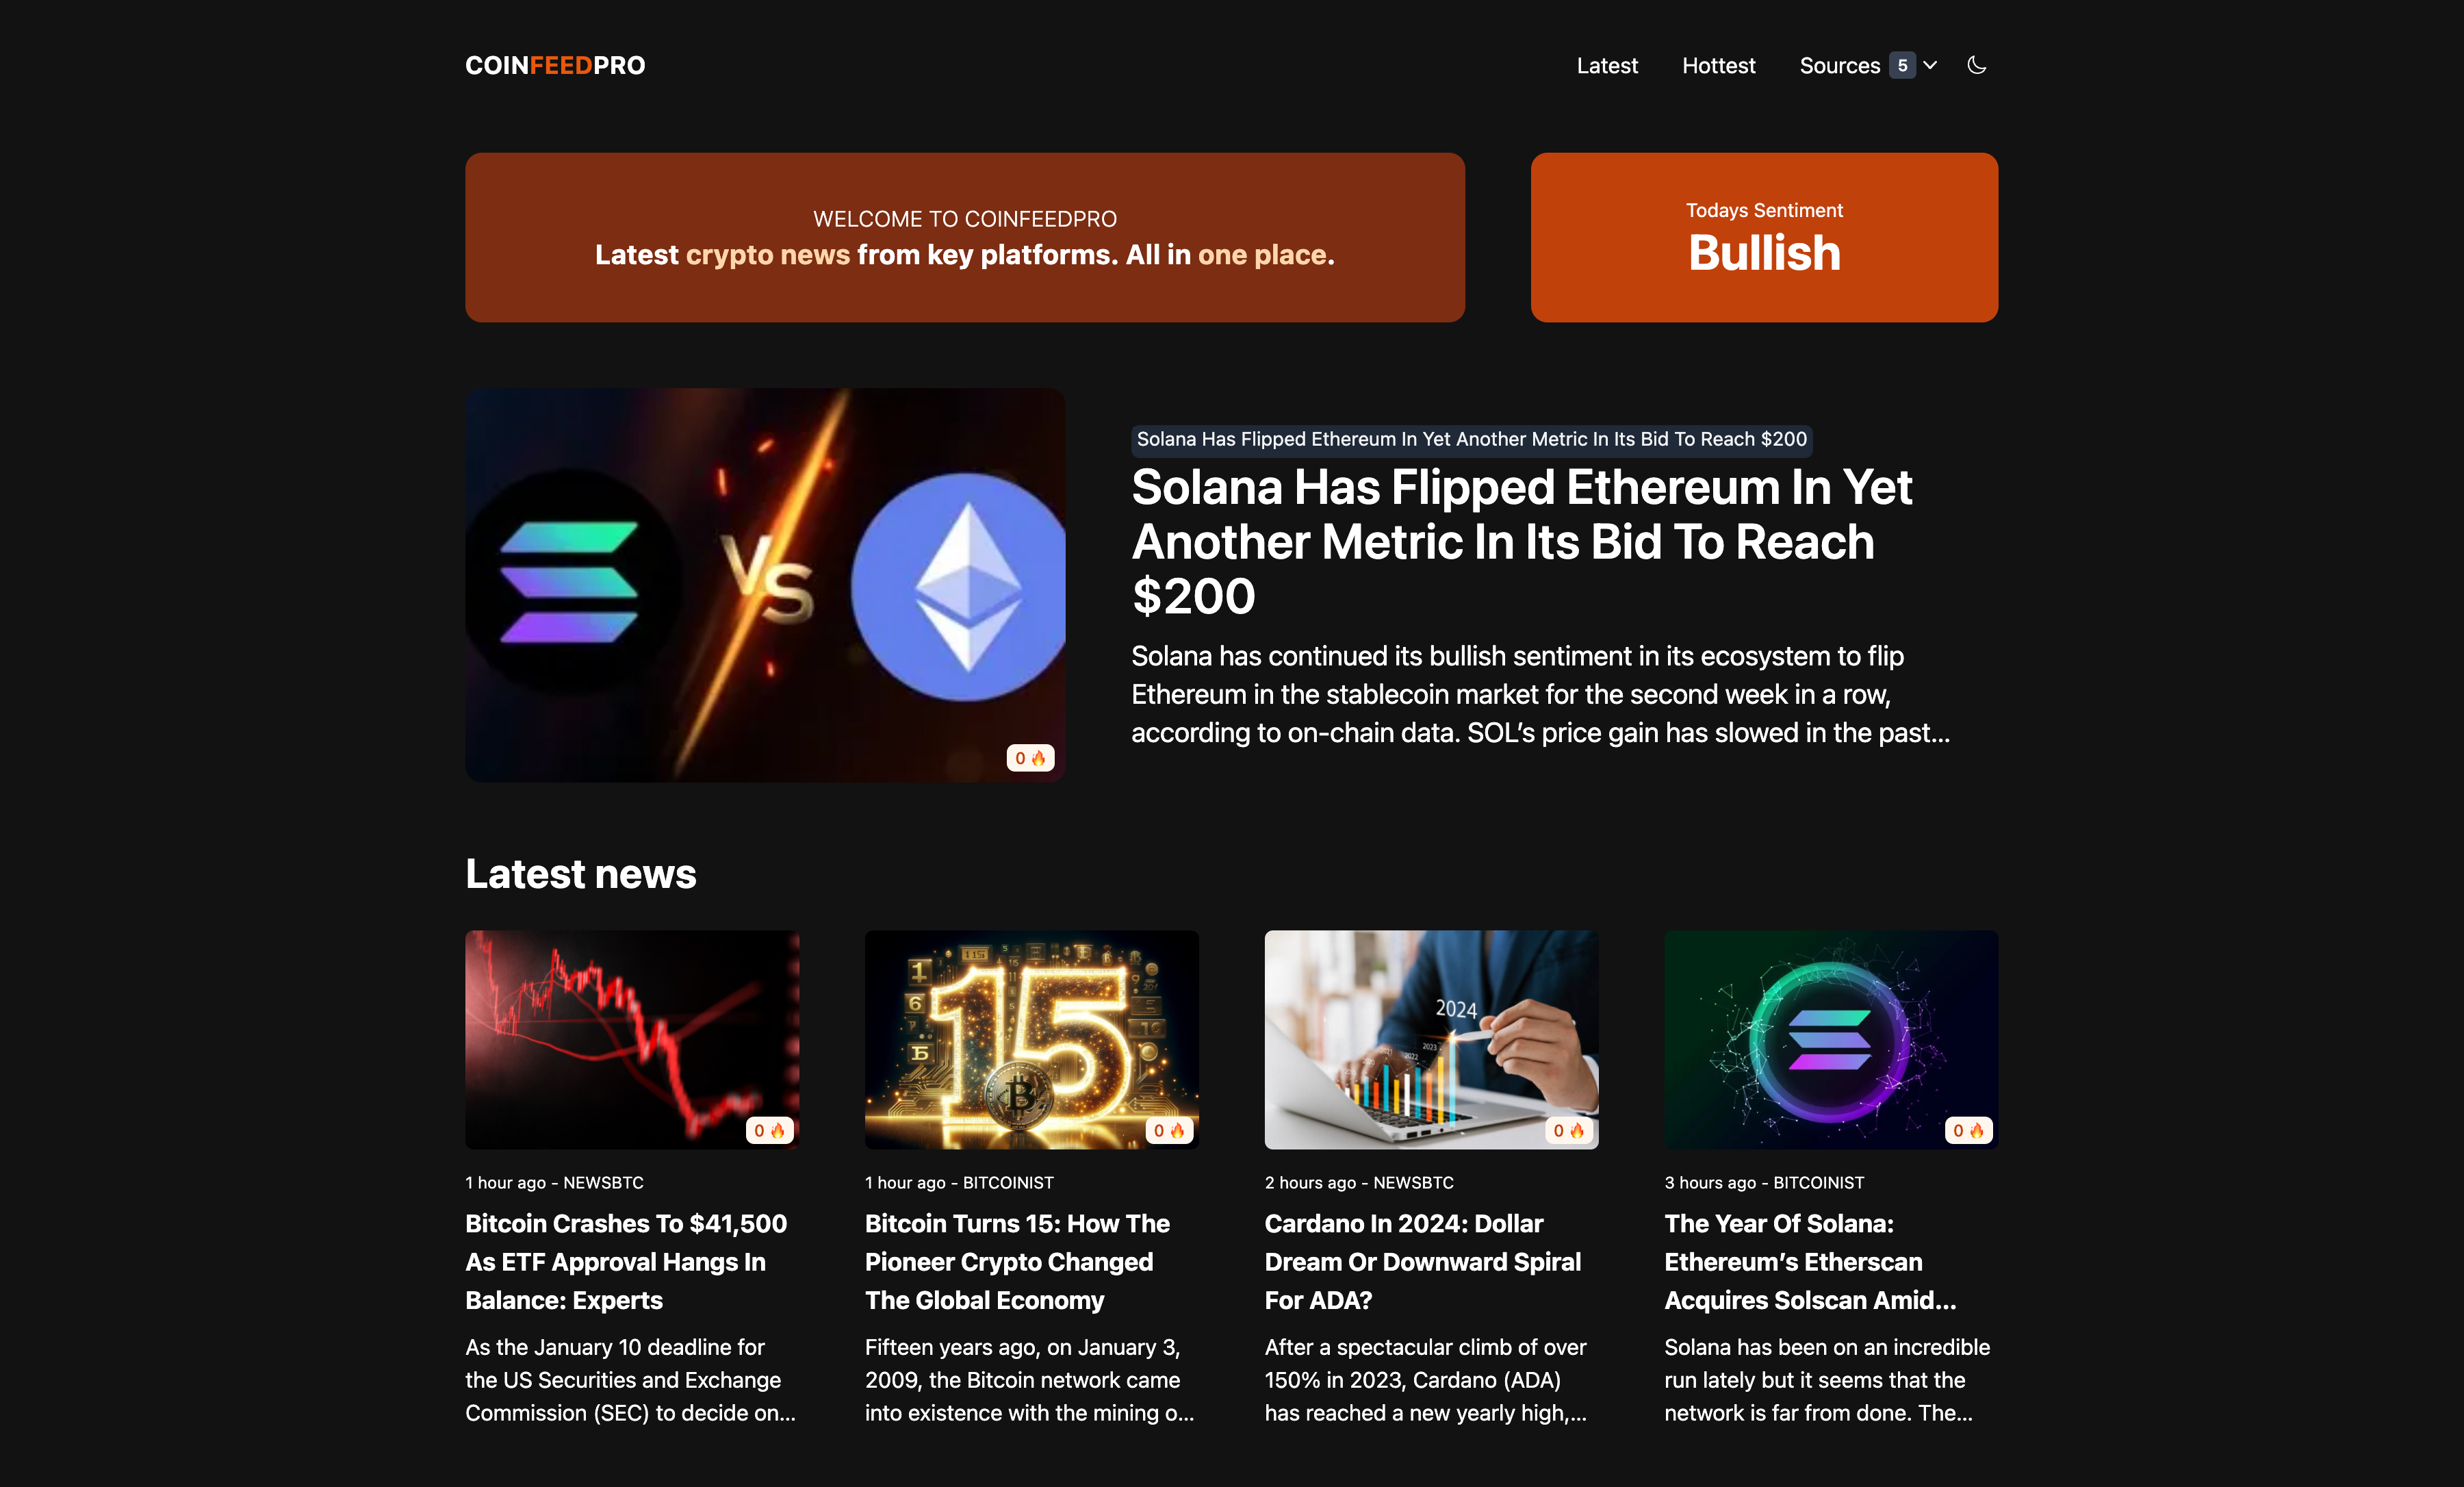 COINFEEDPRO
Latest
Hottest
Sources 5
WELCOME TO COINFEEDPRO
Latest crypto news from key platforms. All in one place.
Todays Sentiment
Bullish
VS
0 🔥
Solana Has Flipped Ethereum In Yet Another Metric In Its Bid To Reach $200
Solana Has Flipped Ethereum In Yet
Another Metric In Its Bid To Reach
$200
Solana has continued its bullish sentiment in its ecosystem to flip
Ethereum in the stablecoin market for the second week in a row,
according to on-chain data. SOL’s price gain has slowed in the past...
Latest news
0 🔥
1 hour ago - NEWSBTC
Bitcoin Crashes To $41,500
As ETF Approval Hangs In
Balance: Experts
As the January 10 deadline for
the US Securities and Exchange
Commission (SEC) to decide on...
15
0 🔥
1 hour ago - BITCOINIST
Bitcoin Turns 15: How The
Pioneer Crypto Changed
The Global Economy
Fifteen years ago, on January 3,
2009, the Bitcoin network came
into existence with the mining o...
2024
2023
2022
0 🔥
2 hours ago - NEWSBTC
Cardano In 2024: Dollar
Dream Or Downward Spiral
For ADA?
After a spectacular climb of over
150% in 2023, Cardano (ADA)
has reached a new yearly high,...
0 🔥
3 hours ago - BITCOINIST
The Year Of Solana:
Ethereum’s Etherscan
Acquires Solscan Amid...
Solana has been on an incredible
run lately but it seems that the
network is far from done. The...